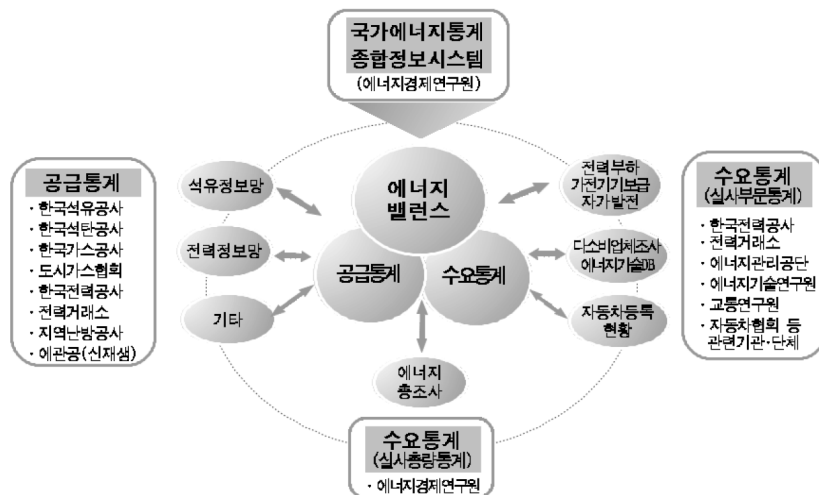 국가에너지통계
종합정보시스템
(에너지경제연구원)
공급통계
· 한국석유공사
· 한국석탄공사
· 한국가스공사
· 도시가스협회
· 한국전력공사
· 전력거래소
· 지역난방공사
· 에관공(신재생)
석유정보망
전력정보망
기타
에너지
밸런스
공급통계
수요통계
에너지
총조사
전력부하
가전기기보급
자가발전
다소비업체조사
에너지기술DB
자동차등록
현황
수요통계
(실사부문통계)
· 한국전력공사
· 전력거래소
· 에너지관리공단
· 에너지기술연구원
· 교통연구원
· 자동차협회 등
관련기관·단체
수요통계
(실사총량통계)
· 에너지경제연구원